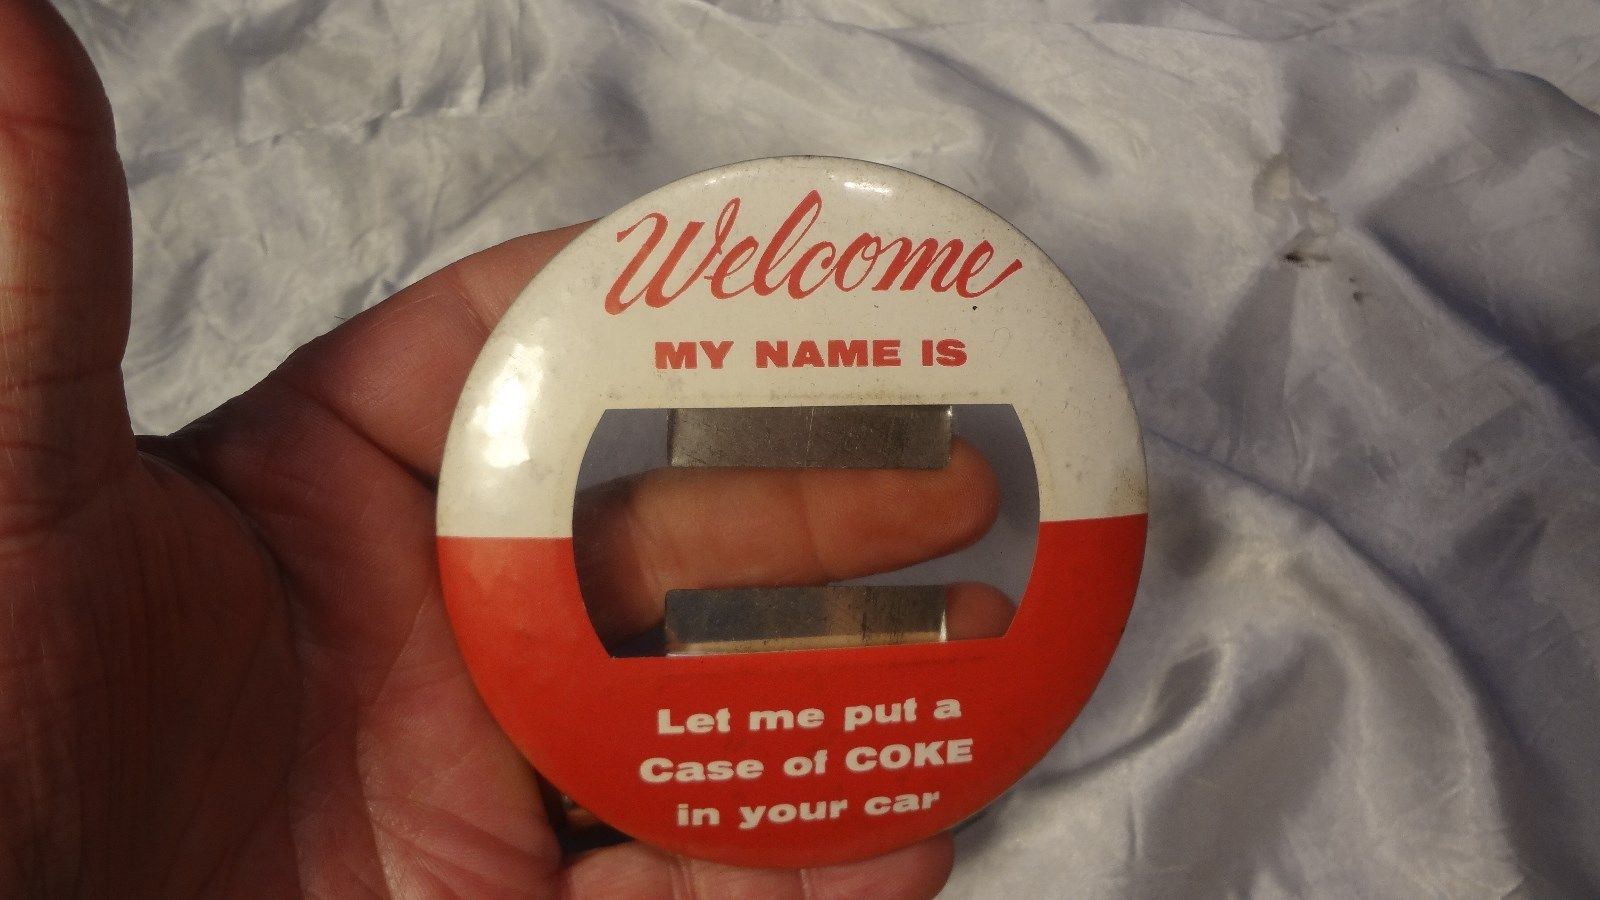 Welcome
MY NAME IS
Let me put a
Case of COKE
in your car